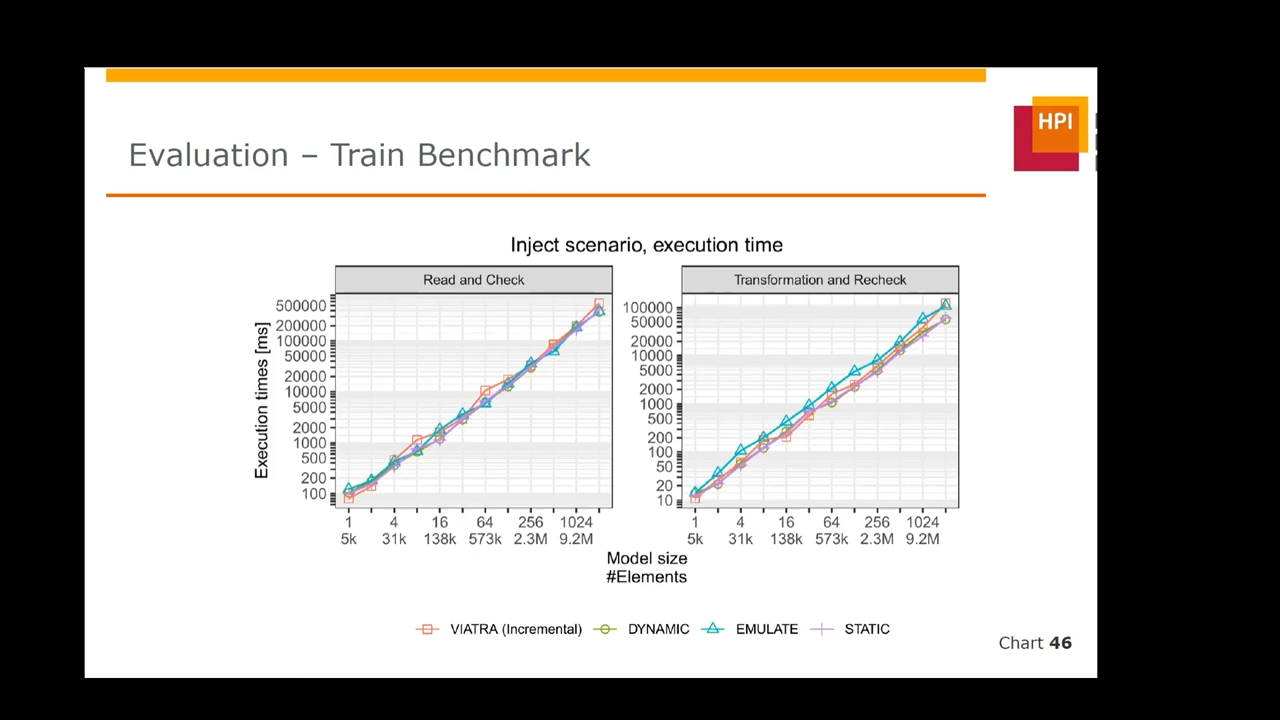 HPI
Evaluation – Train Benchmark
Inject scenario, execution time
Read and Check
Transformation and Recheck
Execution times [ms]
500000
200000
100000
50000
20000
10000
5000
2000
1000
500
200
100
100000
50000
20000
10000
5000
2000
1000
500
200
100
50
20
10
1 4 16 64 256 1024
5k 31k 138k 573k 2.3M 9.2M
1 4 16 64 256 1024
5k 31k 138k 573k 2.3M 9.2M
Model size
#Elements
VIATRA (Incremental) DYNAMIC EMULATE STATIC
Chart 46